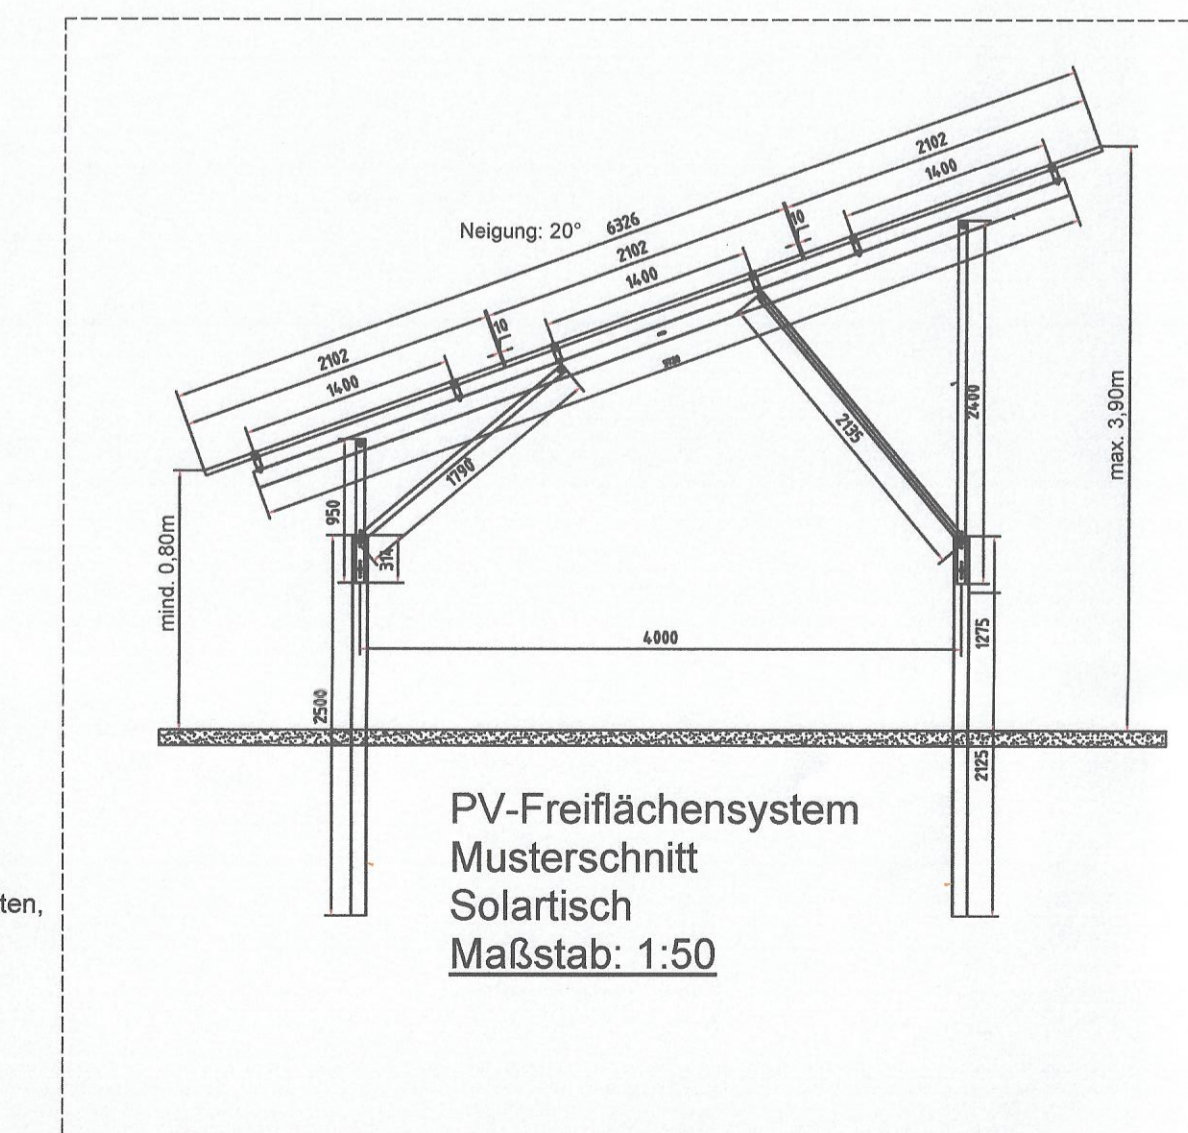 2102
1400
10
Neigung: 20°
6326
2102
1400
10
2102
1400
2400
max. 3,90m
2135
1790
950
314
mind. 0,80m
4000
1275
2500
2125
PV-Freiflächensystem
Musterschnitt
Solartisch
Maßstab: 1:50
ten,